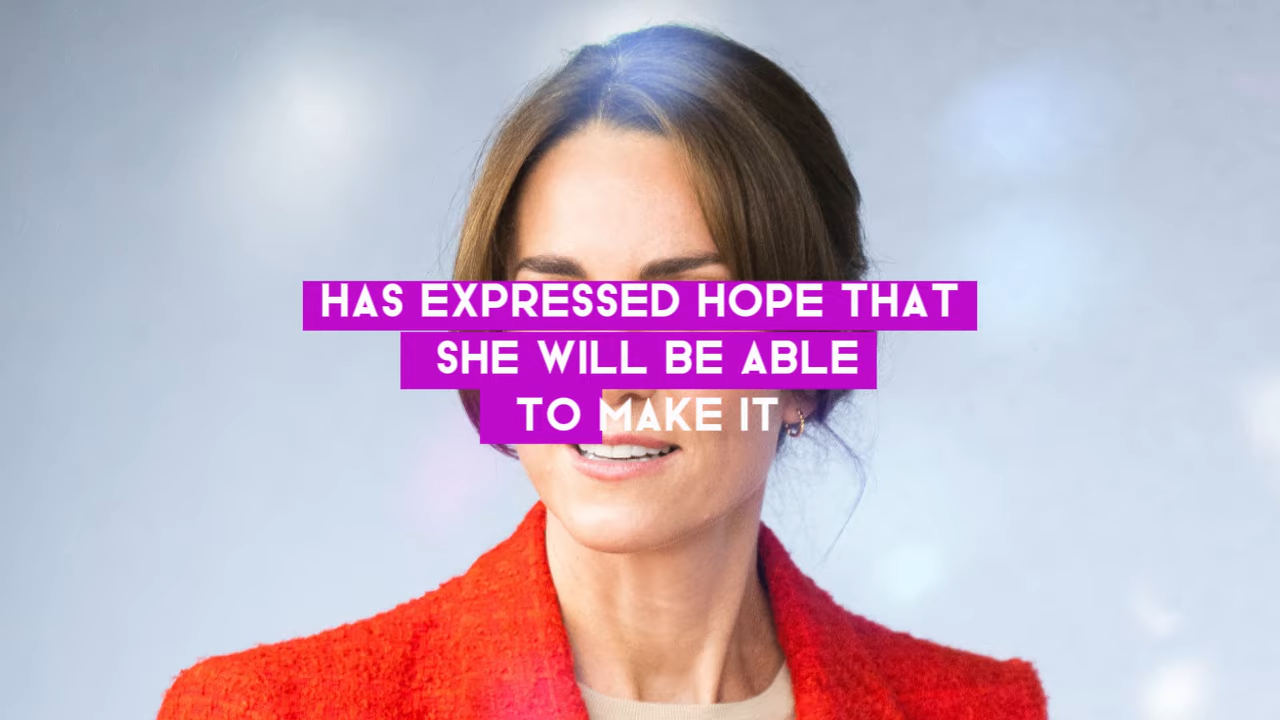 HAS EXPRESSED HOPE THAT
SHE WILL BE ABLE
TO MAKE IT